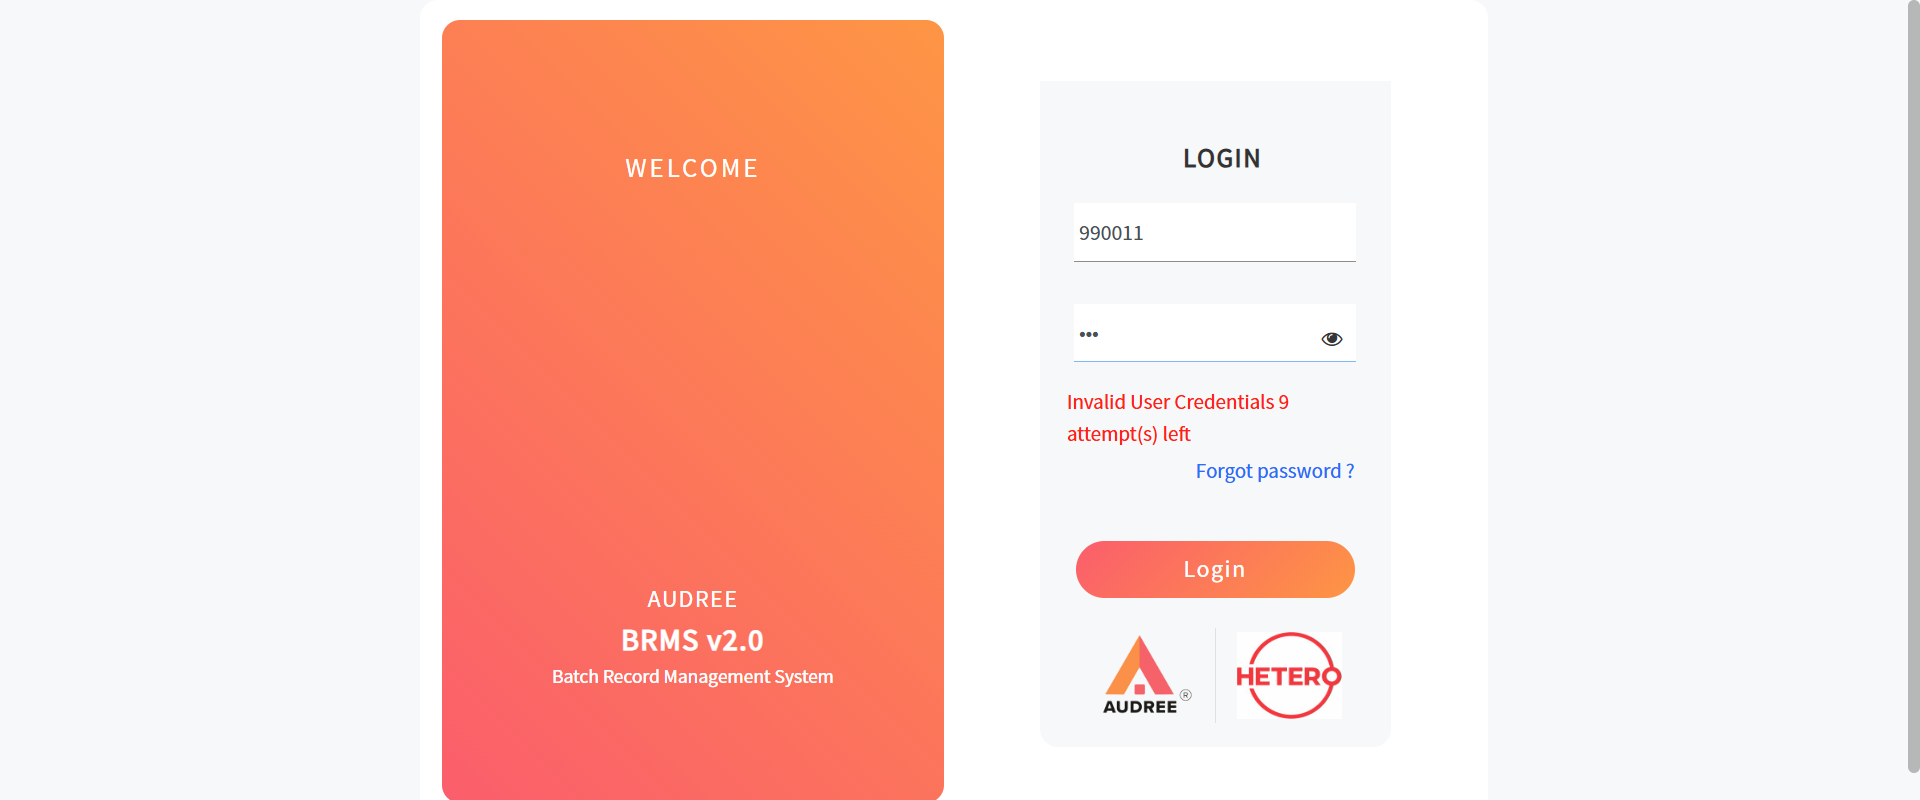 WELCOME
AUDREE
BRMS v2.0
Batch Record Management System
LOGIN
990011
•••
Invalid User Credentials 9
attempt(s) left
Forgot password ?
Login
AUDREE ®
HETERO